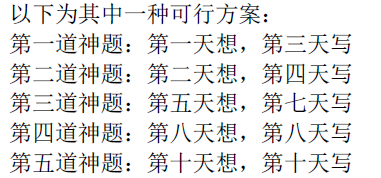 以下为其中一种可行方案：
第一道神题：第一天想，第三天写
第二道神题：第二天想，第四天写
第三道神题：第五天想，第七天写
第四道神题：第八天想，第八天写
第五道神题：第十天想，第十天写